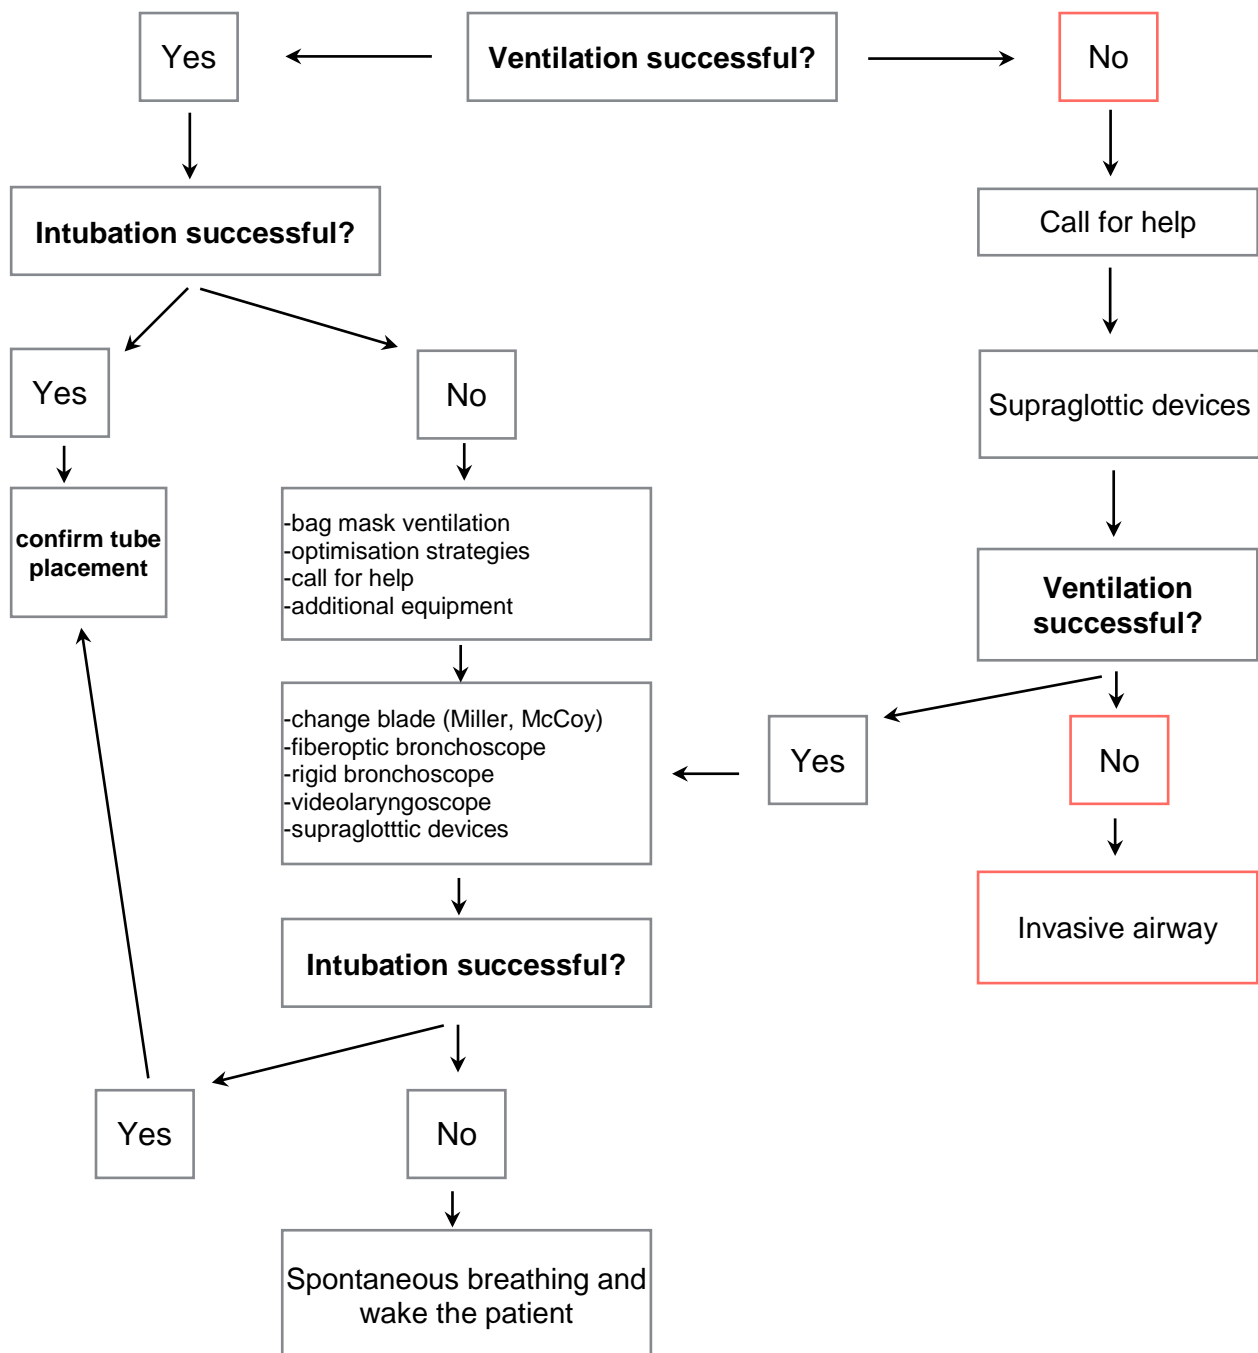 Yes
Ventilation successful?
No
Intubation successful?
Call for help
Yes
No
Supraglottic devices
confirm tube
placement
-bag mask ventilation
-optimisation strategies
-call for help
-additional equipment
Ventilation
successful?
-change blade (Miller, McCoy)
-fiberoptic bronchoscope
-rigid bronchoscope
-videolaryngoscope
-supraglotttic devices
Yes
No
Invasive airway
Intubation successful?
Yes
No
Spontaneous breathing and
wake the patient